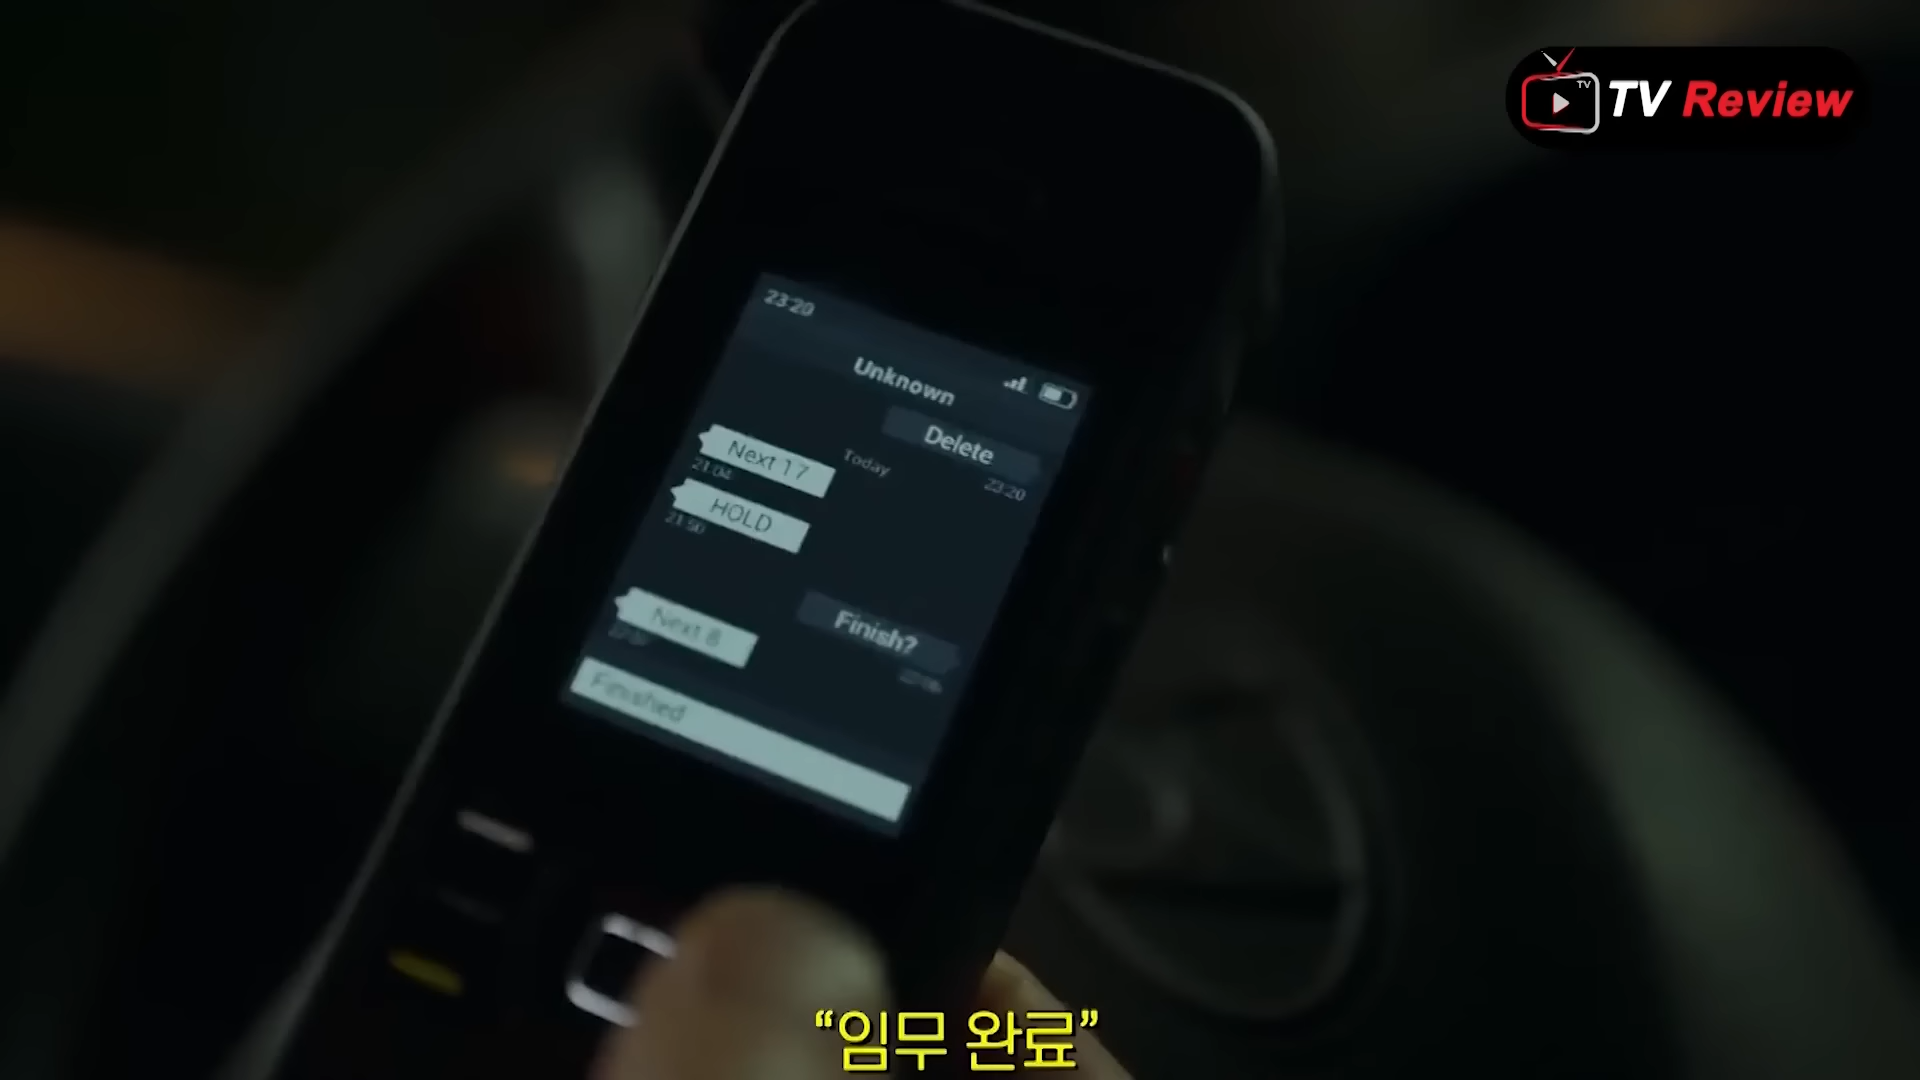 TV
TV Review
23:20
Unknown
Delete
Today
23:20
Next 17
21:04
HOLD
21:50
Finish?
Next 8
Finished
“임무 완료”